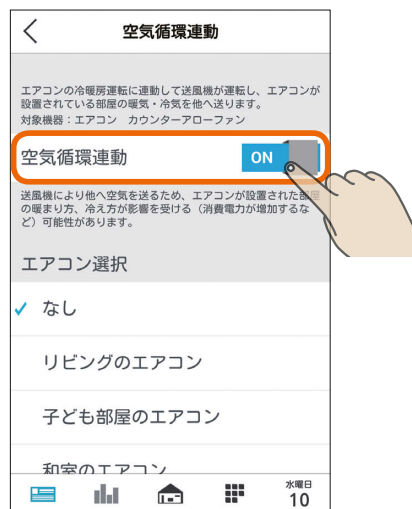 空気循環連動
エアコンの冷暖房運転に連動して送風機が運転し、エアコンが
設置されている部屋の暖気・冷気を他へ送ります。
対象機器：エアコン　カウンターアローファン
空気循環連動
ON
送風機により他へ空気を送るため、エアコンが設置された部屋
の暖まり方、冷え方が影響を受ける（消費電力が増加するな
ど）可能性があります。
エアコン選択
なし
リビングのエアコン
子ども部屋のエアコン
和室のエアコン
水曜日
10